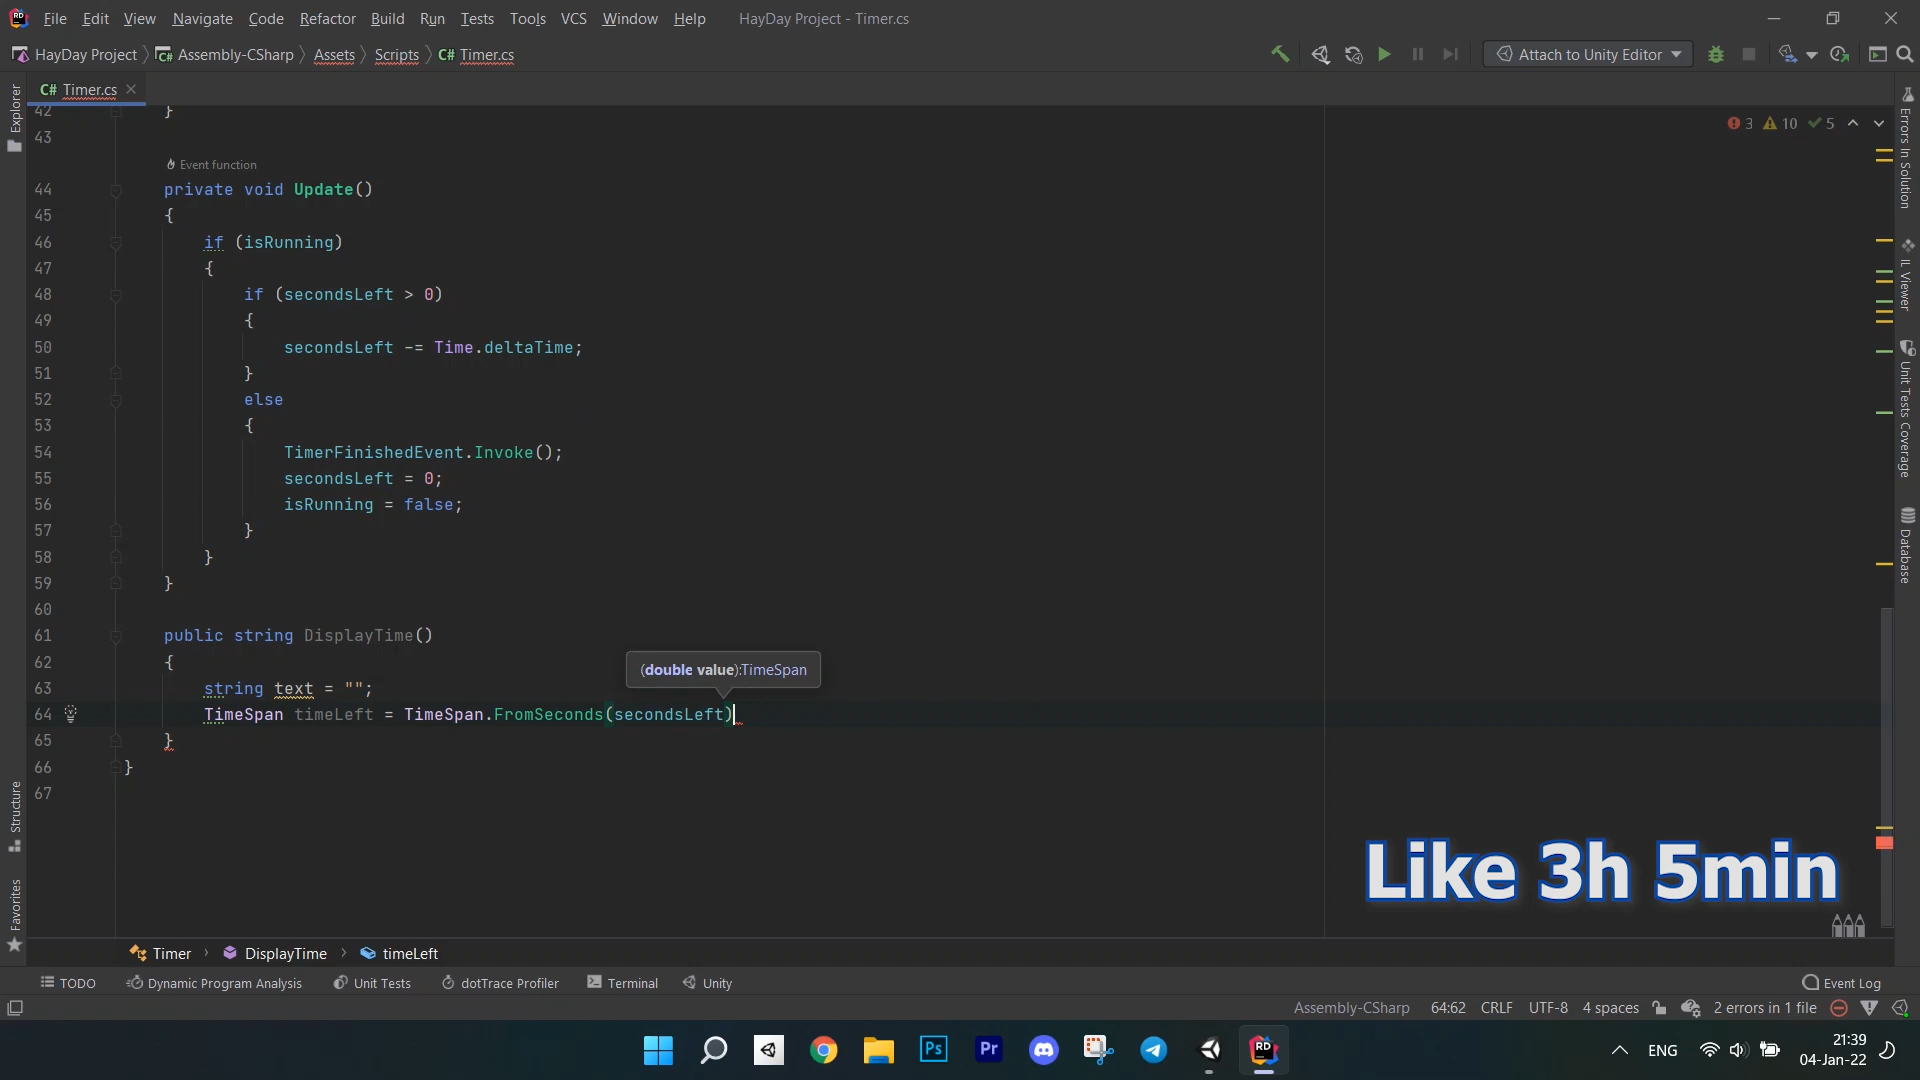 File Edit View Navigate Code Refactor Build Run Tests Tools VCS Window Help HayDay Project - Timer.cs
HayDay Project Assembly-CSharp Assets Scripts C# Timer.cs
Attach to Unity Editor
C# Timer.cs
Explorer
Structure
Favorites
3 10 5
42 }
43
Event function
44 private void Update()
45 {
46 if (isRunning)
47 {
48 if (secondsLeft > 0)
49 {
50 secondsLeft -= Time.deltaTime;
51 }
52 else
53 {
54 TimerFinishedEvent.Invoke();
55 secondsLeft = 0;
56 isRunning = false;
57 }
58 }
59 }
60
61 public string DisplayTime()
62 {
(double value):TimeSpan
63 string text = "";
64 TimeSpan timeLeft = TimeSpan.FromSeconds(secondsLeft)
65 }
66 }
67
Errors In Solution
IL Viewer
Unit Tests Coverage
Database
Like 3h 5min
Timer DisplayTime timeLeft
TODO Dynamic Program Analysis Unit Tests dotTrace Profiler Terminal Unity Event Log
Assembly-CSharp 64:62 CRLF UTF-8 4 spaces 2 errors in 1 file
RD
Ps
Pr
ENG
21:39
04-Jan-22